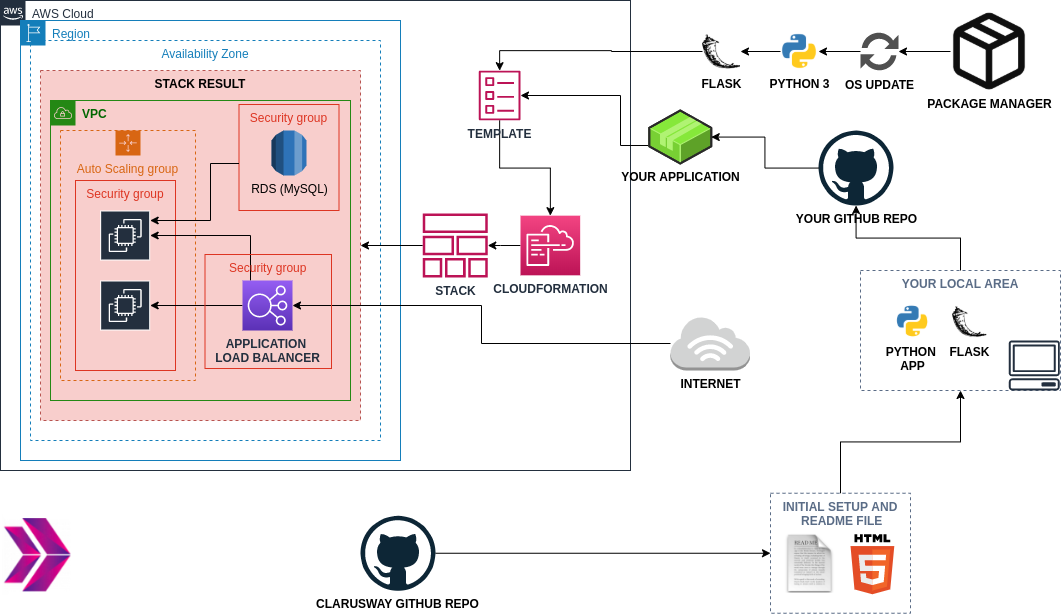 aws
AWS Cloud
Region
Availability Zone
STACK RESULT
VPC
Security group
RDS (MySQL)
Auto Scaling group
Security group
Security group
APPLICATION
LOAD BALANCER
TEMPLATE
STACK
CLOUDFORMATION
FLASK
PYTHON 3
OS UPDATE
PACKAGE MANAGER
YOUR APPLICATION
YOUR GITHUB REPO
INTERNET
YOUR LOCAL AREA
PYTHON
APP
FLASK
INITIAL SETUP AND
README FILE
README
HTML
5
CLARUSWAY GITHUB REPO